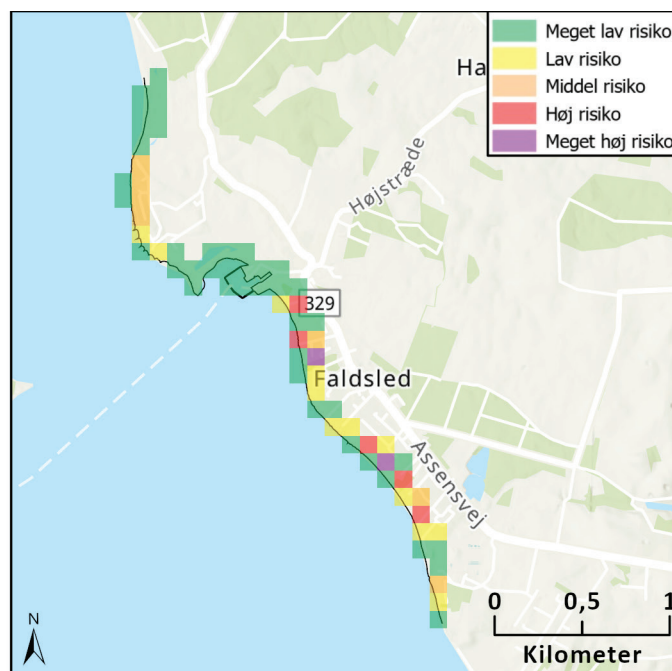 Meget lav risiko
Lav risiko
Middel risiko
Høj risiko
Meget høj risiko
Ha
Højstræde
329
Faldsled
Assensvej
N
0 0,5 1
Kilometer